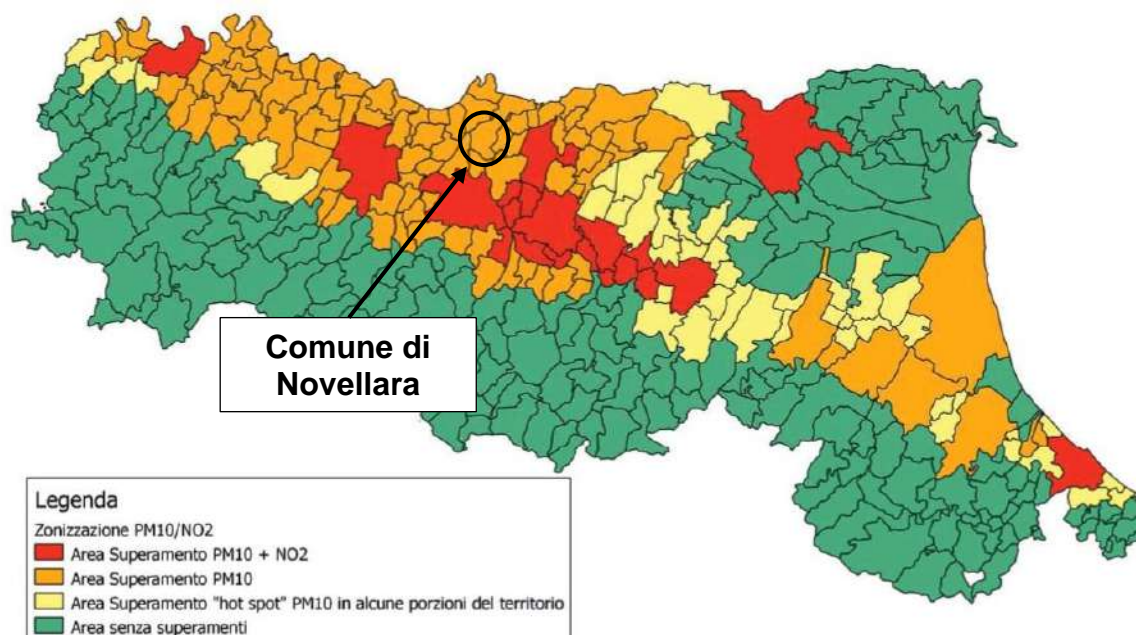 Comune di
Novellara
Legenda
Zonizzazione PM10/NO2
Area Superamento PM10 + NO2
Area Superamento PM10
Area Superamento "hot spot" PM10 in alcune porzioni del territorio
Area senza superamenti